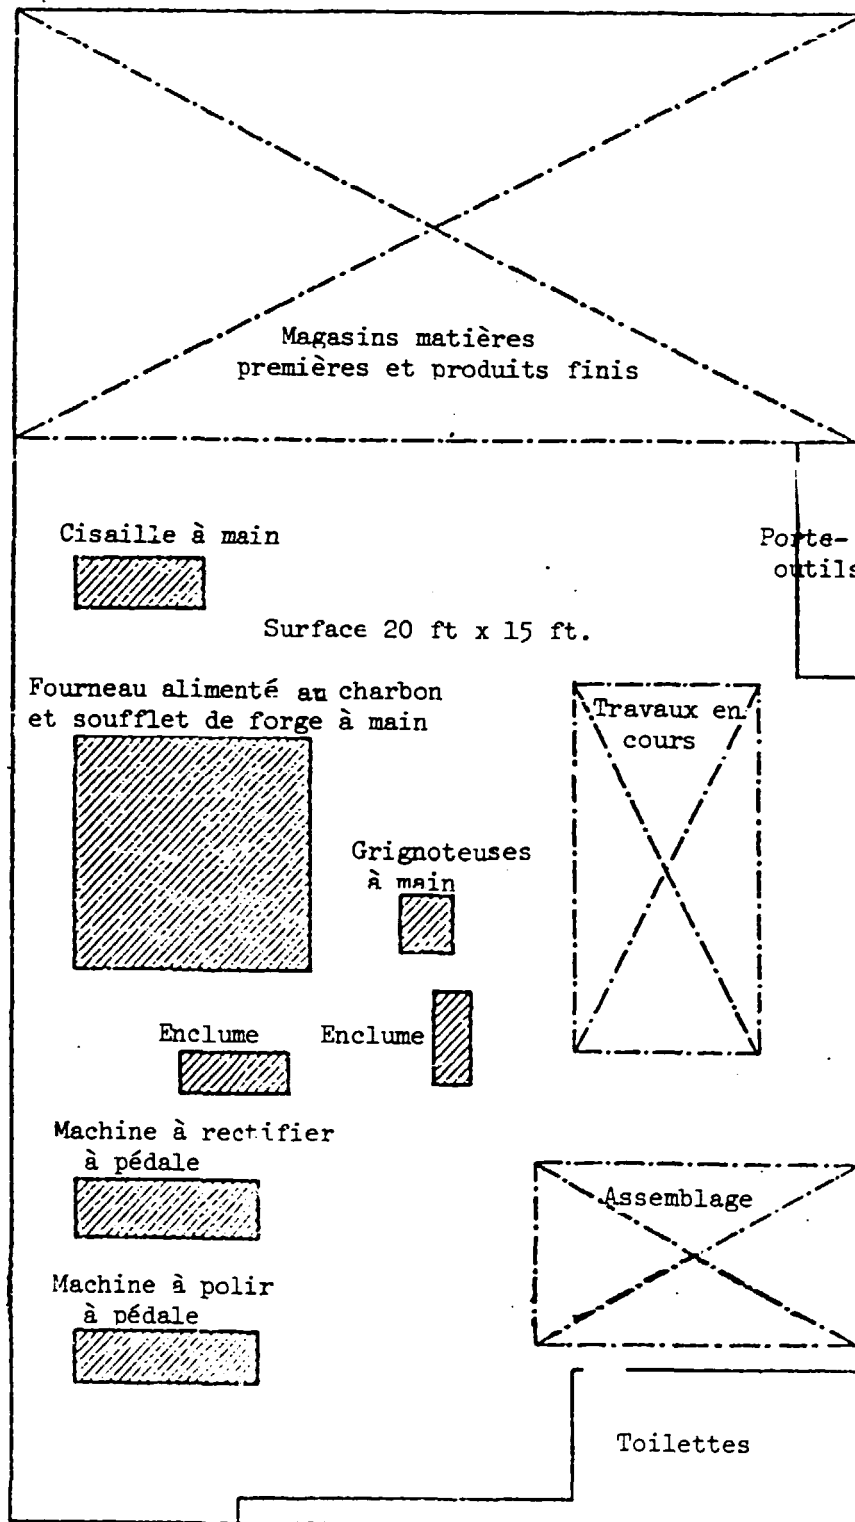 Magasins matières
premières et produits finis
Cisaille à main
Porte-
outils
Surface 20 ft x 15 ft.
Fourneau alimenté au charbon
et soufflet de forge à main
Travaux en
cours
Grignoteuses
à main
Enclume
Enclume
Machine à rectifier
à pédale
Assemblage
Machine à polir
à pédale
Toilettes